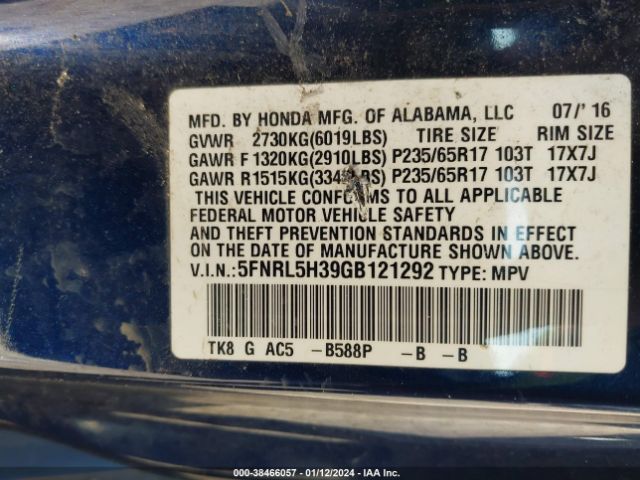 MFD. BY HONDA MFG. OF ALABAMA, LLC 07/'16
GVWR 2730KG(6019LBS) TIRE SIZE RIM SIZE
GAWR F 1320KG(2910LBS) P235/65R17 103T 17X7J
GAWR R1515KG( P235/65R17 103T 17X7J
THIS VEHICLE CONFORMS TO ALL APPLICABLE
FEDERAL MOTOR VEHICLE SAFETY
AND THEFT PREVENTION STANDARDS IN EFFECT
ON THE DATE OF MANUFACTURE SHOWN ABOVE.
V.I.N.:5FNRL5H39GB121292 TYPE: MPV
TK8 G AC5 –B588P –B –B
000-38466057 - 01/12/2024 - IAA Inc.